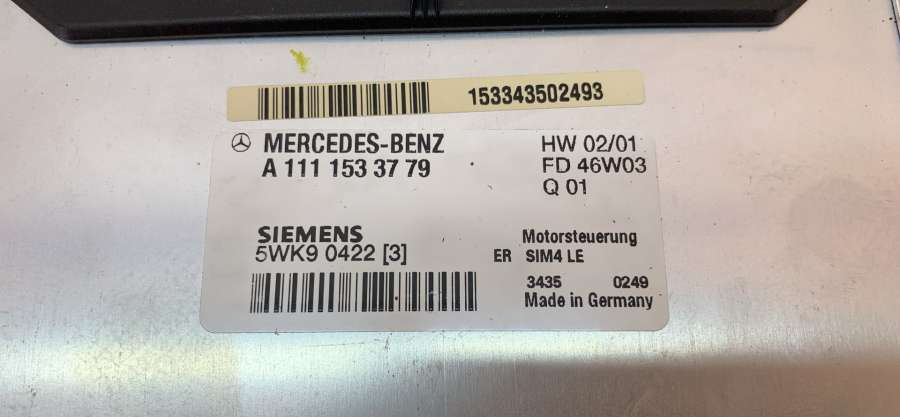 153343502493
MERCEDES-BENZ
A 111 153 37 79
HW 02/01
FD 46W03
Q 01
SIEMENS
5WK9 0422 [3]
Motorsteuerung
ER SIM4 LE
3435 0249
Made in Germany